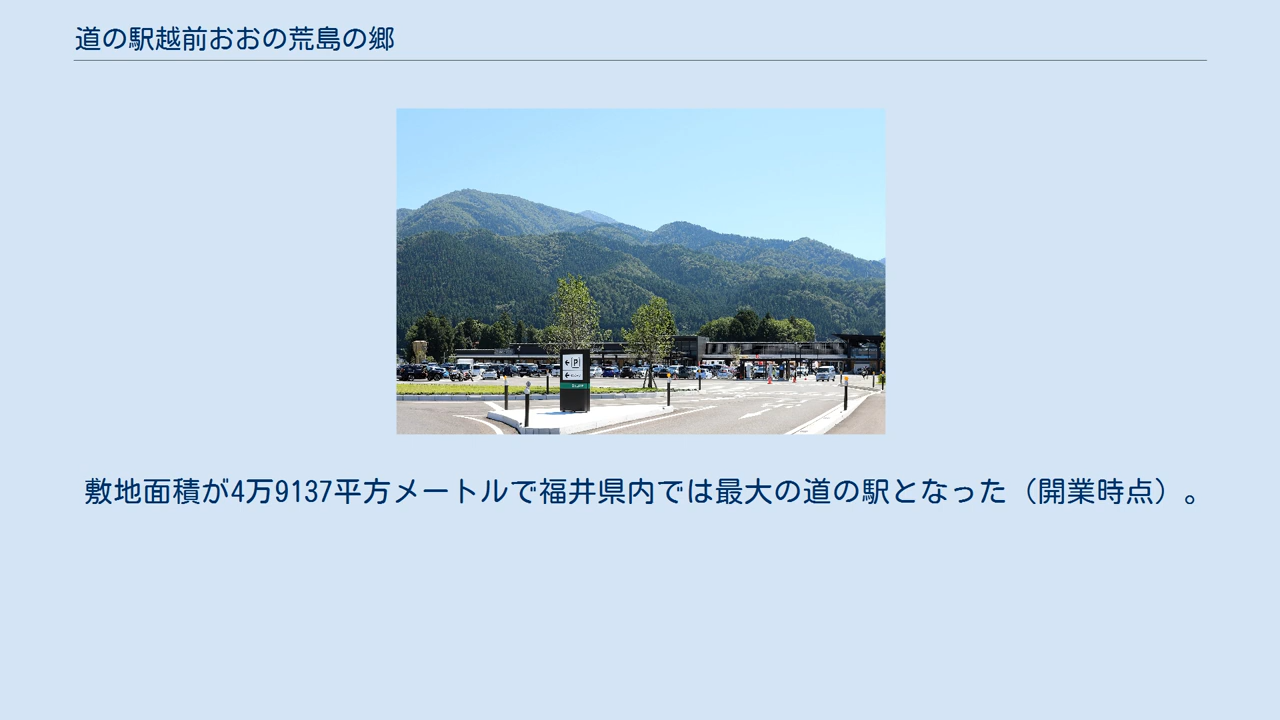 道の駅越前おおの荒島の郷
P
敷地面積が4万9137平方メートルで福井県内では最大の道の駅となった（開業時点）。